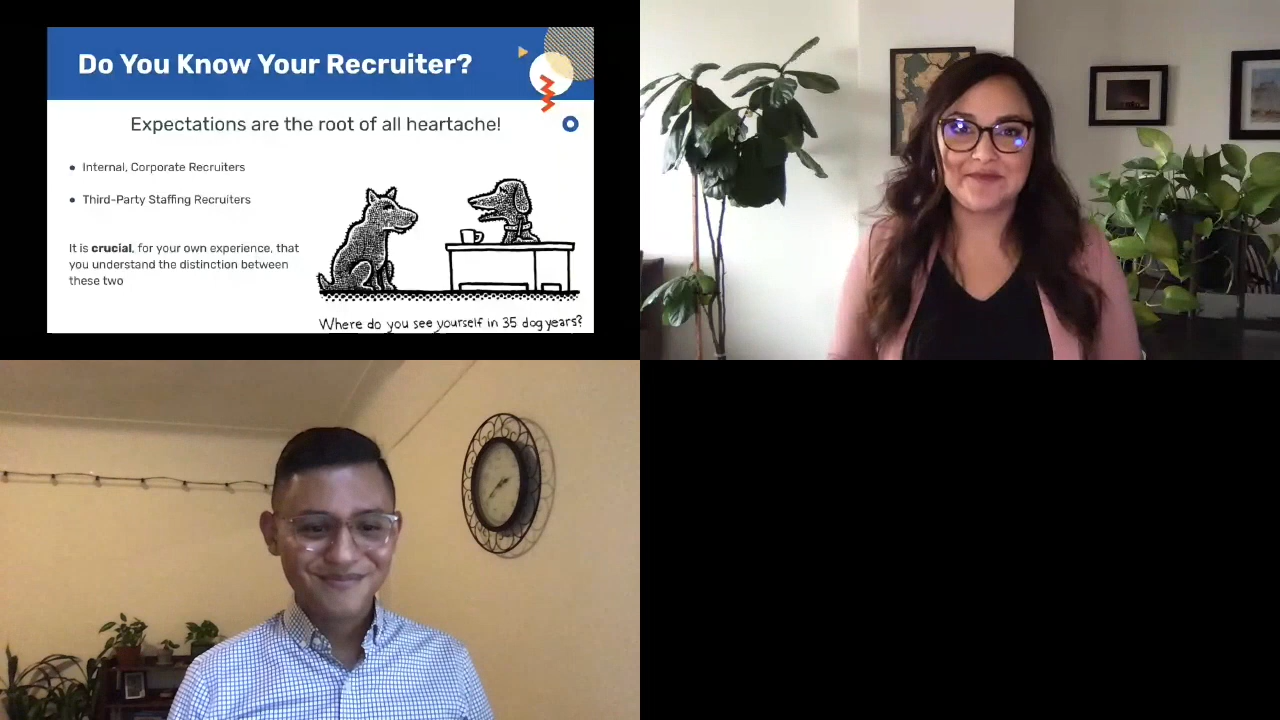 Do You Know Your Recruiter?
Expectations are the root of all heartache!
• Internal, Corporate Recruiters
• Third-Party Staffing Recruiters
It is crucial, for your own experience, that
you understand the distinction between
these two
Where do you see yourself in 35 dog years?